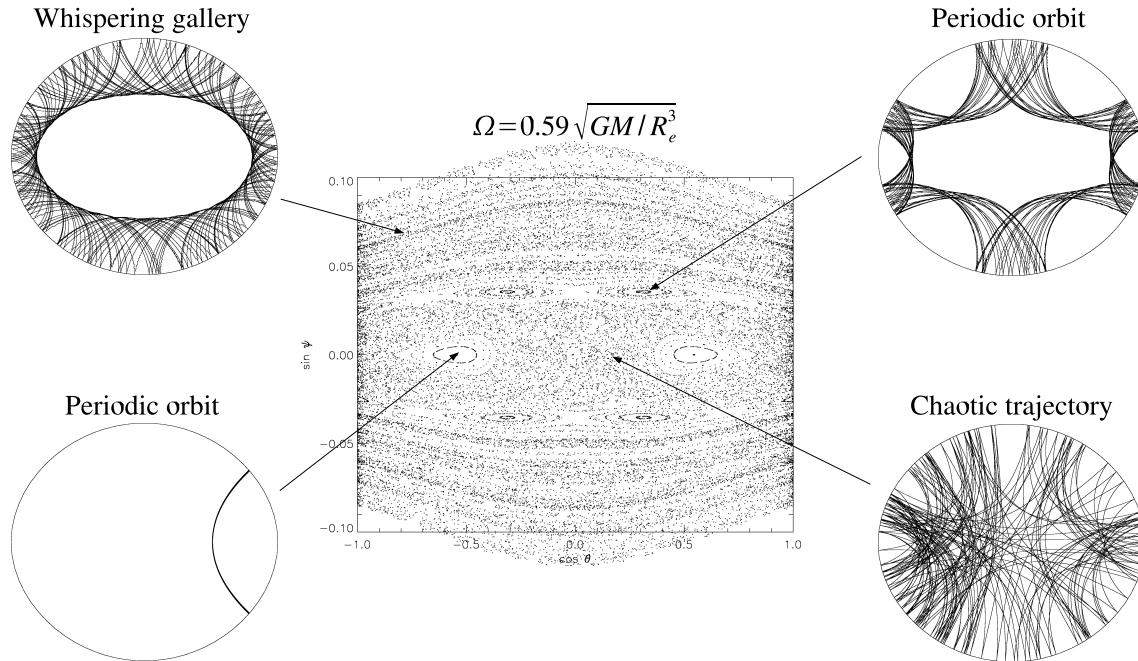 Whispering gallery
Periodic orbit
Ω=0.59√GM/R_e^3
0.10
0.05
0.00
−0.05
−0.10
sin ψ
−1.0
−0.5
0.0
0.5
1.0
cos θ
Periodic orbit
Chaotic trajectory